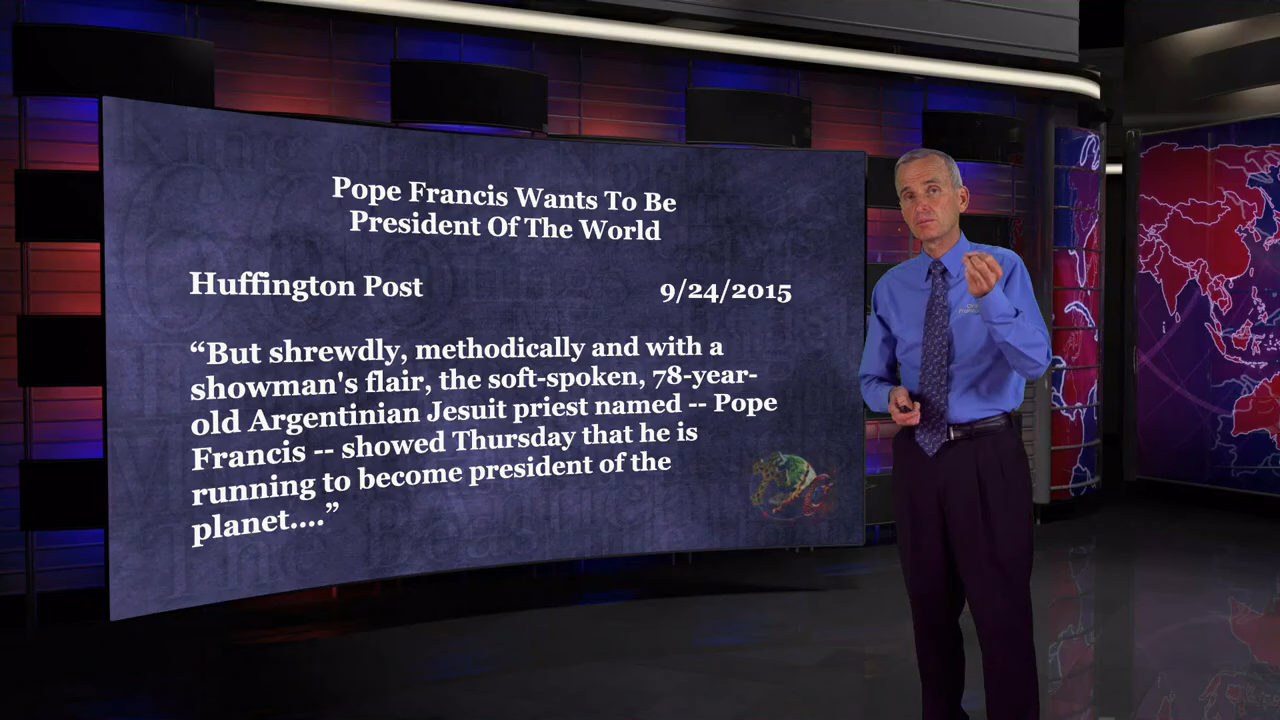 Pope Francis Wants To Be
President Of The World
Huffington Post 9/24/2015
“But shrewdly, methodically and with a
showman's flair, the soft-spoken, 78-year-
old Argentinian Jesuit priest named -- Pope
Francis -- showed Thursday that he is
running to become president of the
planet....”